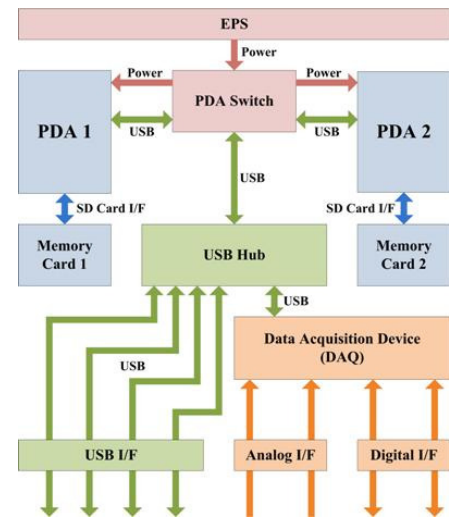 EPS
Power
Power
Power
PDA 1
PDA Switch
PDA 2
USB
USB
USB
SD Card I/F
SD Card I/F
Memory
Card 1
USB Hub
Memory
Card 2
USB
Data Acquisition Device
(DAQ)
USB
USB I/F
Analog I/F
Digital I/F